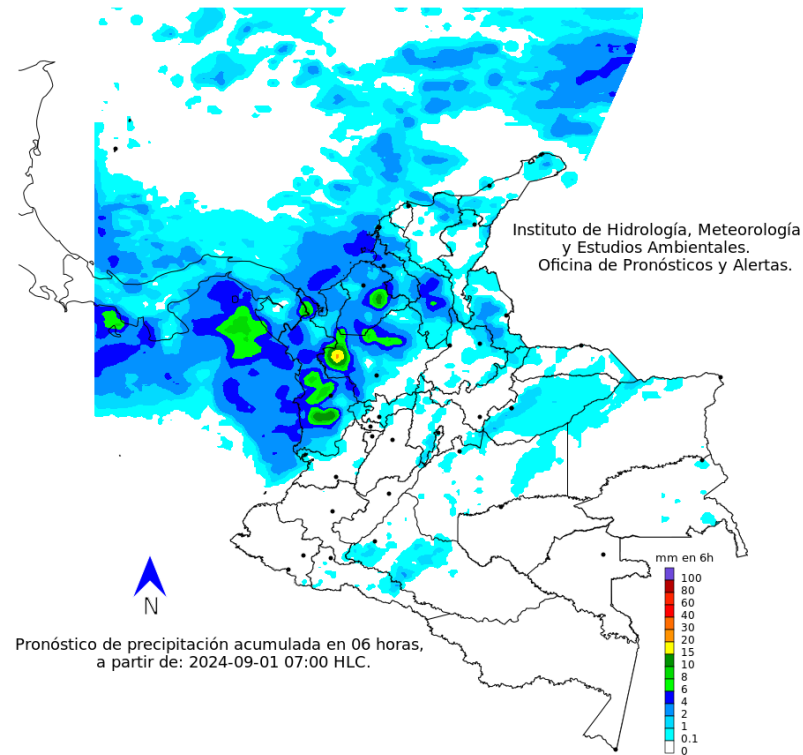 Instituto de Hidrología, Meteorología
y Estudios Ambientales.
Oficina de Pronósticos y Alertas.
mm en 6h
100
80
60
40
30
20
15
10
8
6
4
2
1
0.1
0
N
Pronóstico de precipitación acumulada en 06 horas,
a partir de: 2024-09-01 07:00 HLC.